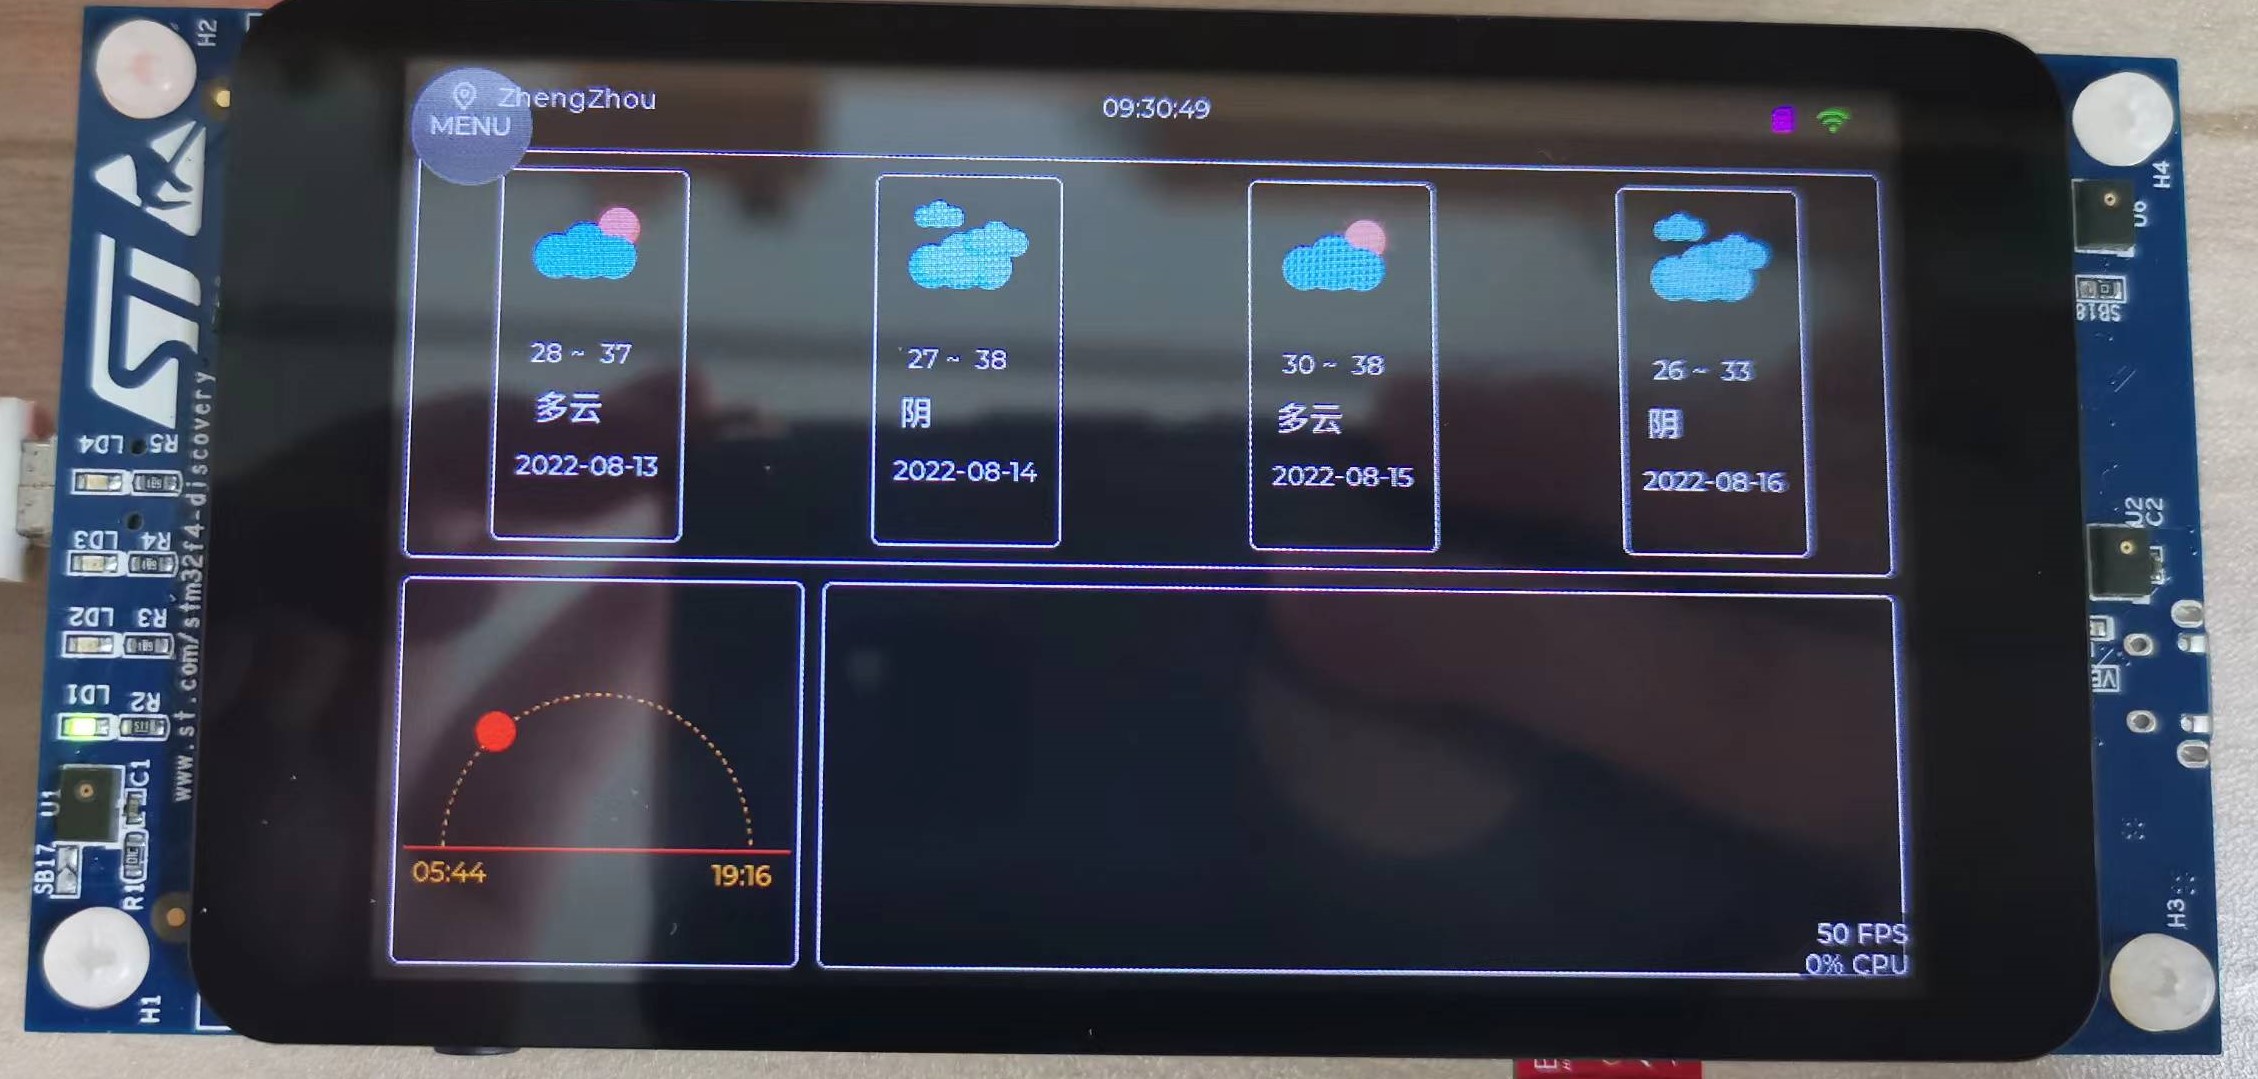 ZhengZhou
MENU
09:30:49
28 ~ 37
多云
2022-08-13
27 ~ 38
阴
2022-08-14
30 ~ 38
多云
2022-08-15
26 ~ 33
阴
2022-08-16
05:44
19:16
50 FPS
0% CPU
H2
ST
www.st.com/stm32f4-discovery
LD4 R5
LD3 R4
LD2 R3
LD1 R2
U1
C1
SB17
R1
H1
H4
U6
SB18
U2
C2
H3